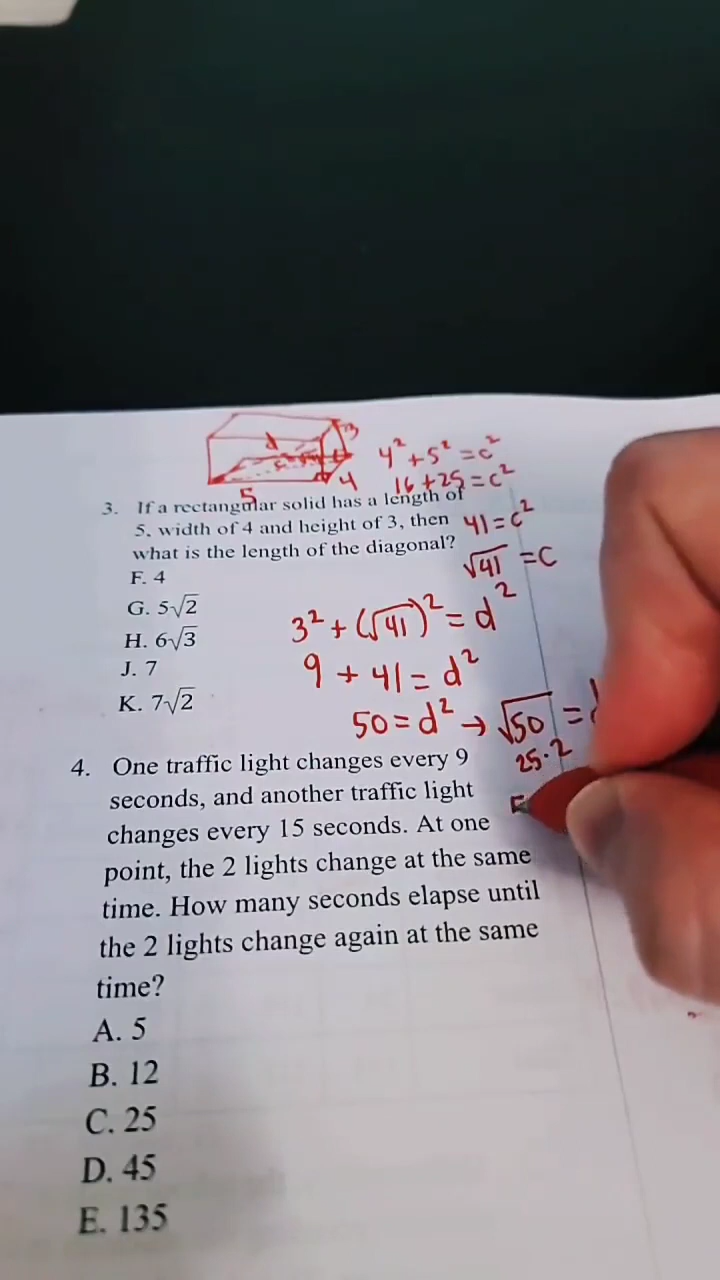 3
d
4
5
4² + 5² = c²
16 + 25 = c²
3. If a rectangular solid has a length of
5, width of 4 and height of 3, then
what is the length of the diagonal?
41 = c²
√41 = c
F. 4
G. 5√2
H. 6√3
J. 7
K. 7√2
3² + (√41)² = d²
9 + 41 = d²
50 = d² → √50 =
25·2
4. One traffic light changes every 9
seconds, and another traffic light
changes every 15 seconds. At one
point, the 2 lights change at the same
time. How many seconds elapse until
the 2 lights change again at the same
time?
A. 5
B. 12
C. 25
D. 45
E. 135